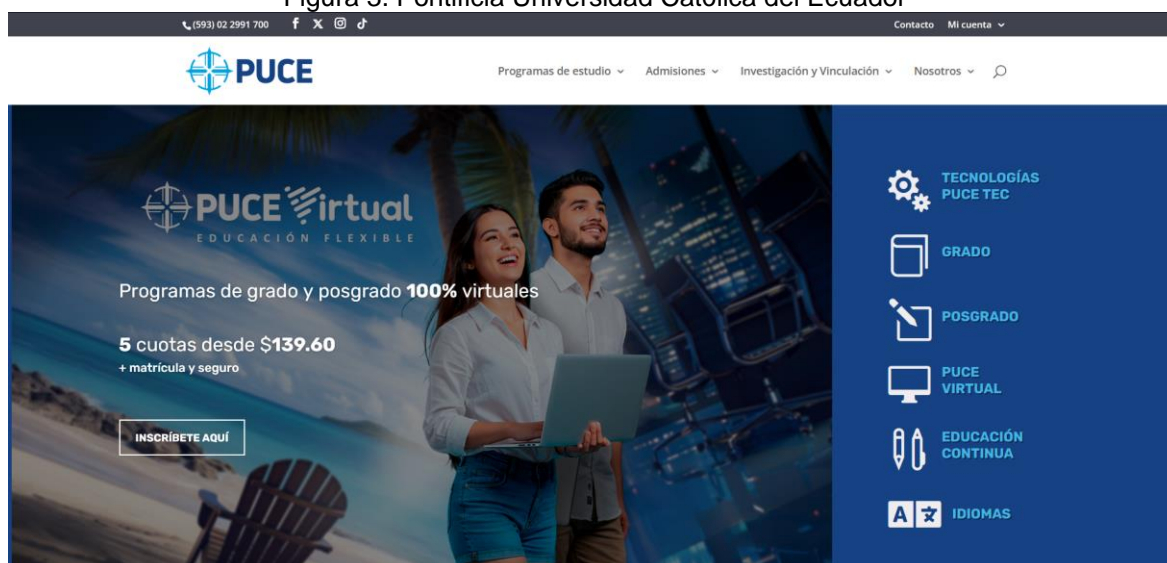 Figura 3. Pontificia Universidad Católica del Ecuador
(593) 02 2991 700
Contacto Mi cuenta
PUCE
Programas de estudio Admisiones Investigación y Vinculación Nosotros
PUCE Virtual
EDUCACIÓN FLEXIBLE
Programas de grado y posgrado 100% virtuales
5 cuotas desde $139.60
+ matrícula y seguro
INSCRÍBETE AQUÍ
TECNOLOGÍAS
PUCE TEC
GRADO
POSGRADO
PUCE
VIRTUAL
EDUCACIÓN
CONTINUA
IDIOMAS